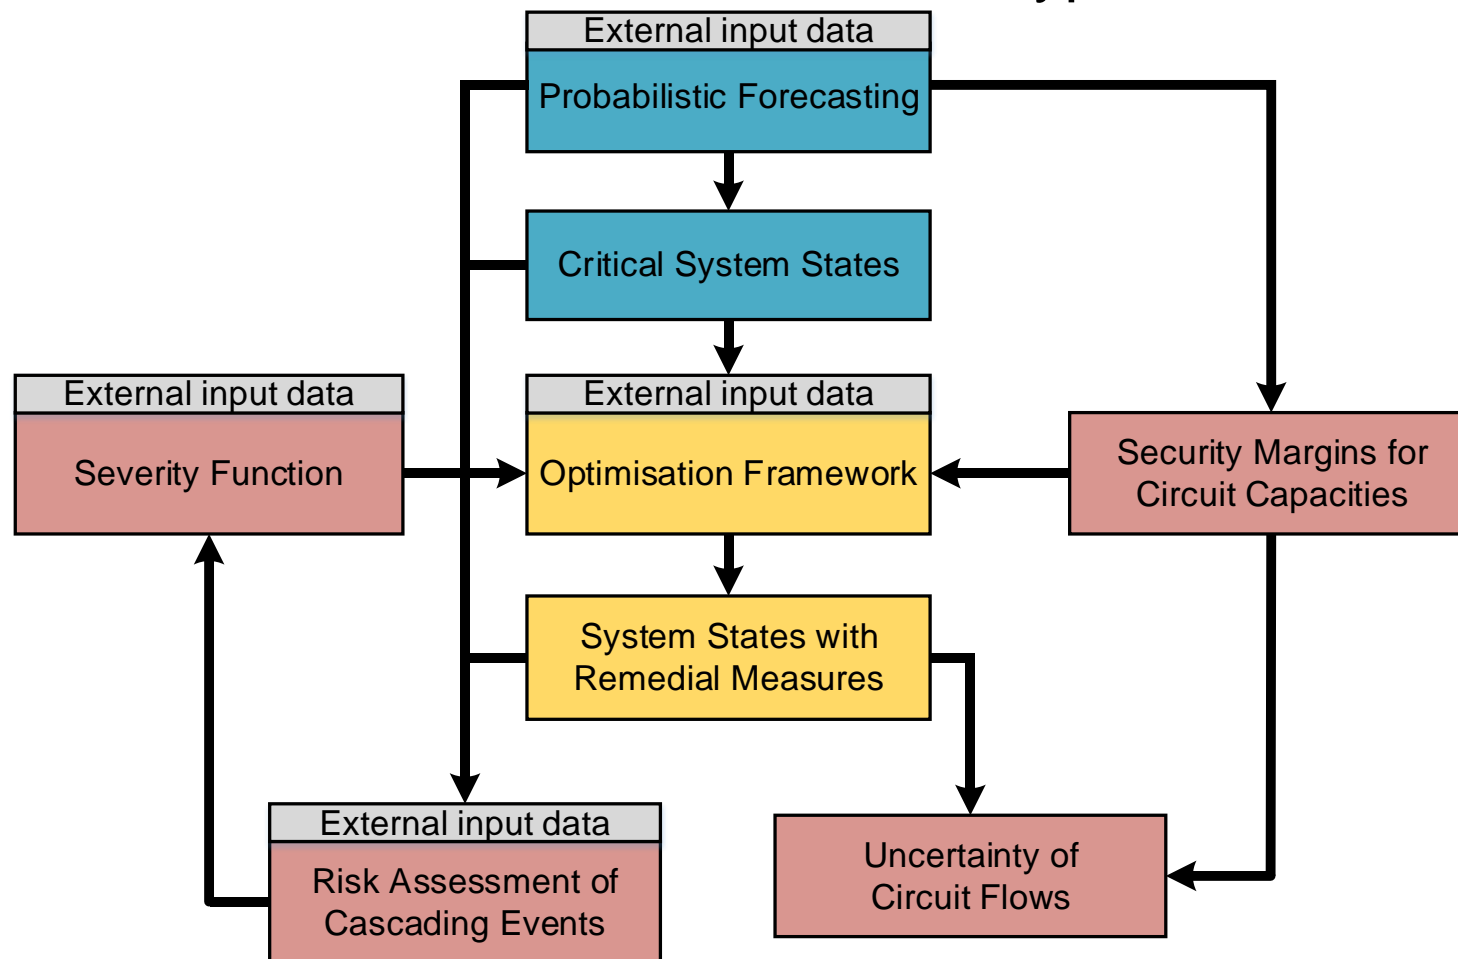 External input data
Probabilistic Forecasting
Critical System States
External input data
Severity Function
External input data
Optimisation Framework
Security Margins for
Circuit Capacities
System States with
Remedial Measures
External input data
Risk Assessment of
Cascading Events
Uncertainty of
Circuit Flows